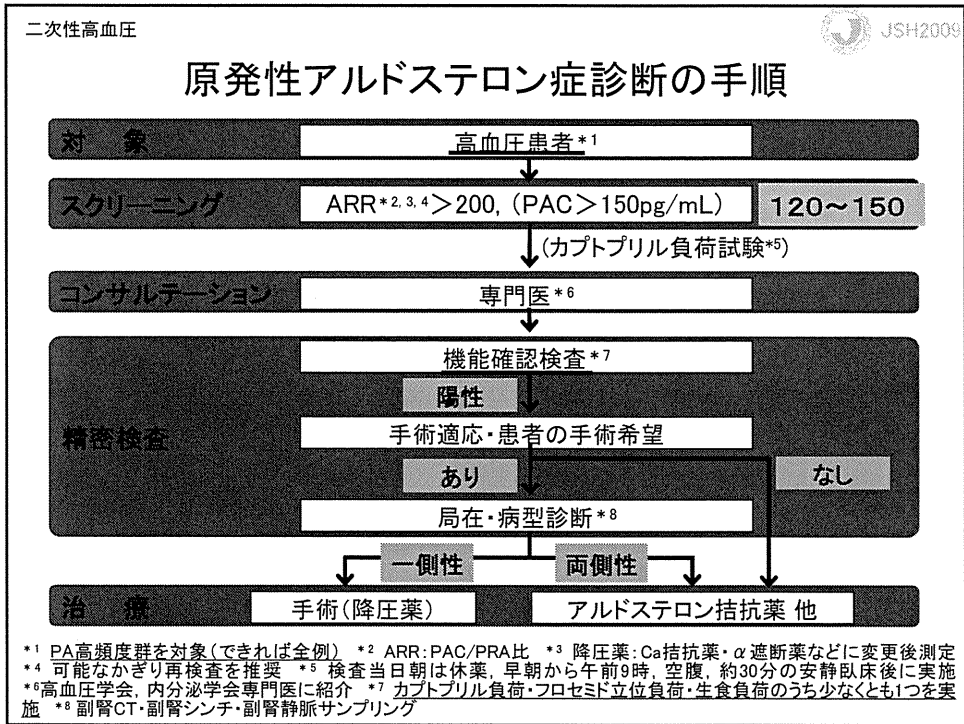 二次性高血圧
JSH2009
原発性アルドステロン症診断の手順
対 象
高血圧患者*1
スクリーニング
ARR*2,3,4>200, (PAC>150pg/mL)
120~150
(カプトプリル負荷試験*5)
コンサルテーション
専門医*6
機能確認検査*7
陽性
精密検査
手術適応・患者の手術希望
あり
なし
局在・病型診断*8
一側性
両側性
治 療
手術(降圧薬)
アルドステロン拮抗薬 他
*1 PA高頻度群を対象(できれば全例) *2 ARR:PAC/PRA比 *3 降圧薬:Ca拮抗薬・α遮断薬などに変更後測定
*4 可能なかぎり再検査を推奨 *5 検査当日朝は休薬, 早朝から午前9時, 空腹, 約30分の安静臥床後に実施
*6高血圧学会, 内分泌学会専門医に紹介 *7 カプトプリル負荷・フロセミド立位負荷・生食負荷のうち少なくとも1つを実
施 *8 副腎CT・副腎シンチ・副腎静脈サンプリング